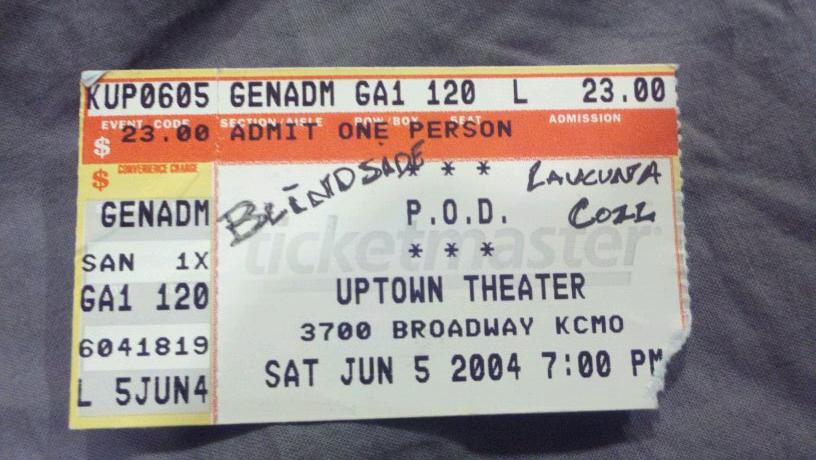 KUP0605 GENADM GA1 120 L 23.00
EVENT CODE SECTION/AISLE ROW/BOX SEAT ADMISSION
$ 23.00 ADMIT ONE PERSON
$ CONVENIENCE CHARGE
BLINDSIDE * * * LAUCUNA
GENADM P.O.D. COIL
ticketmaster
SAN 1X * * *
GA1 120 UPTOWN THEATER
6041819 3700 BROADWAY KCMO
L 5JUN4 SAT JUN 5 2004 7:00 PM